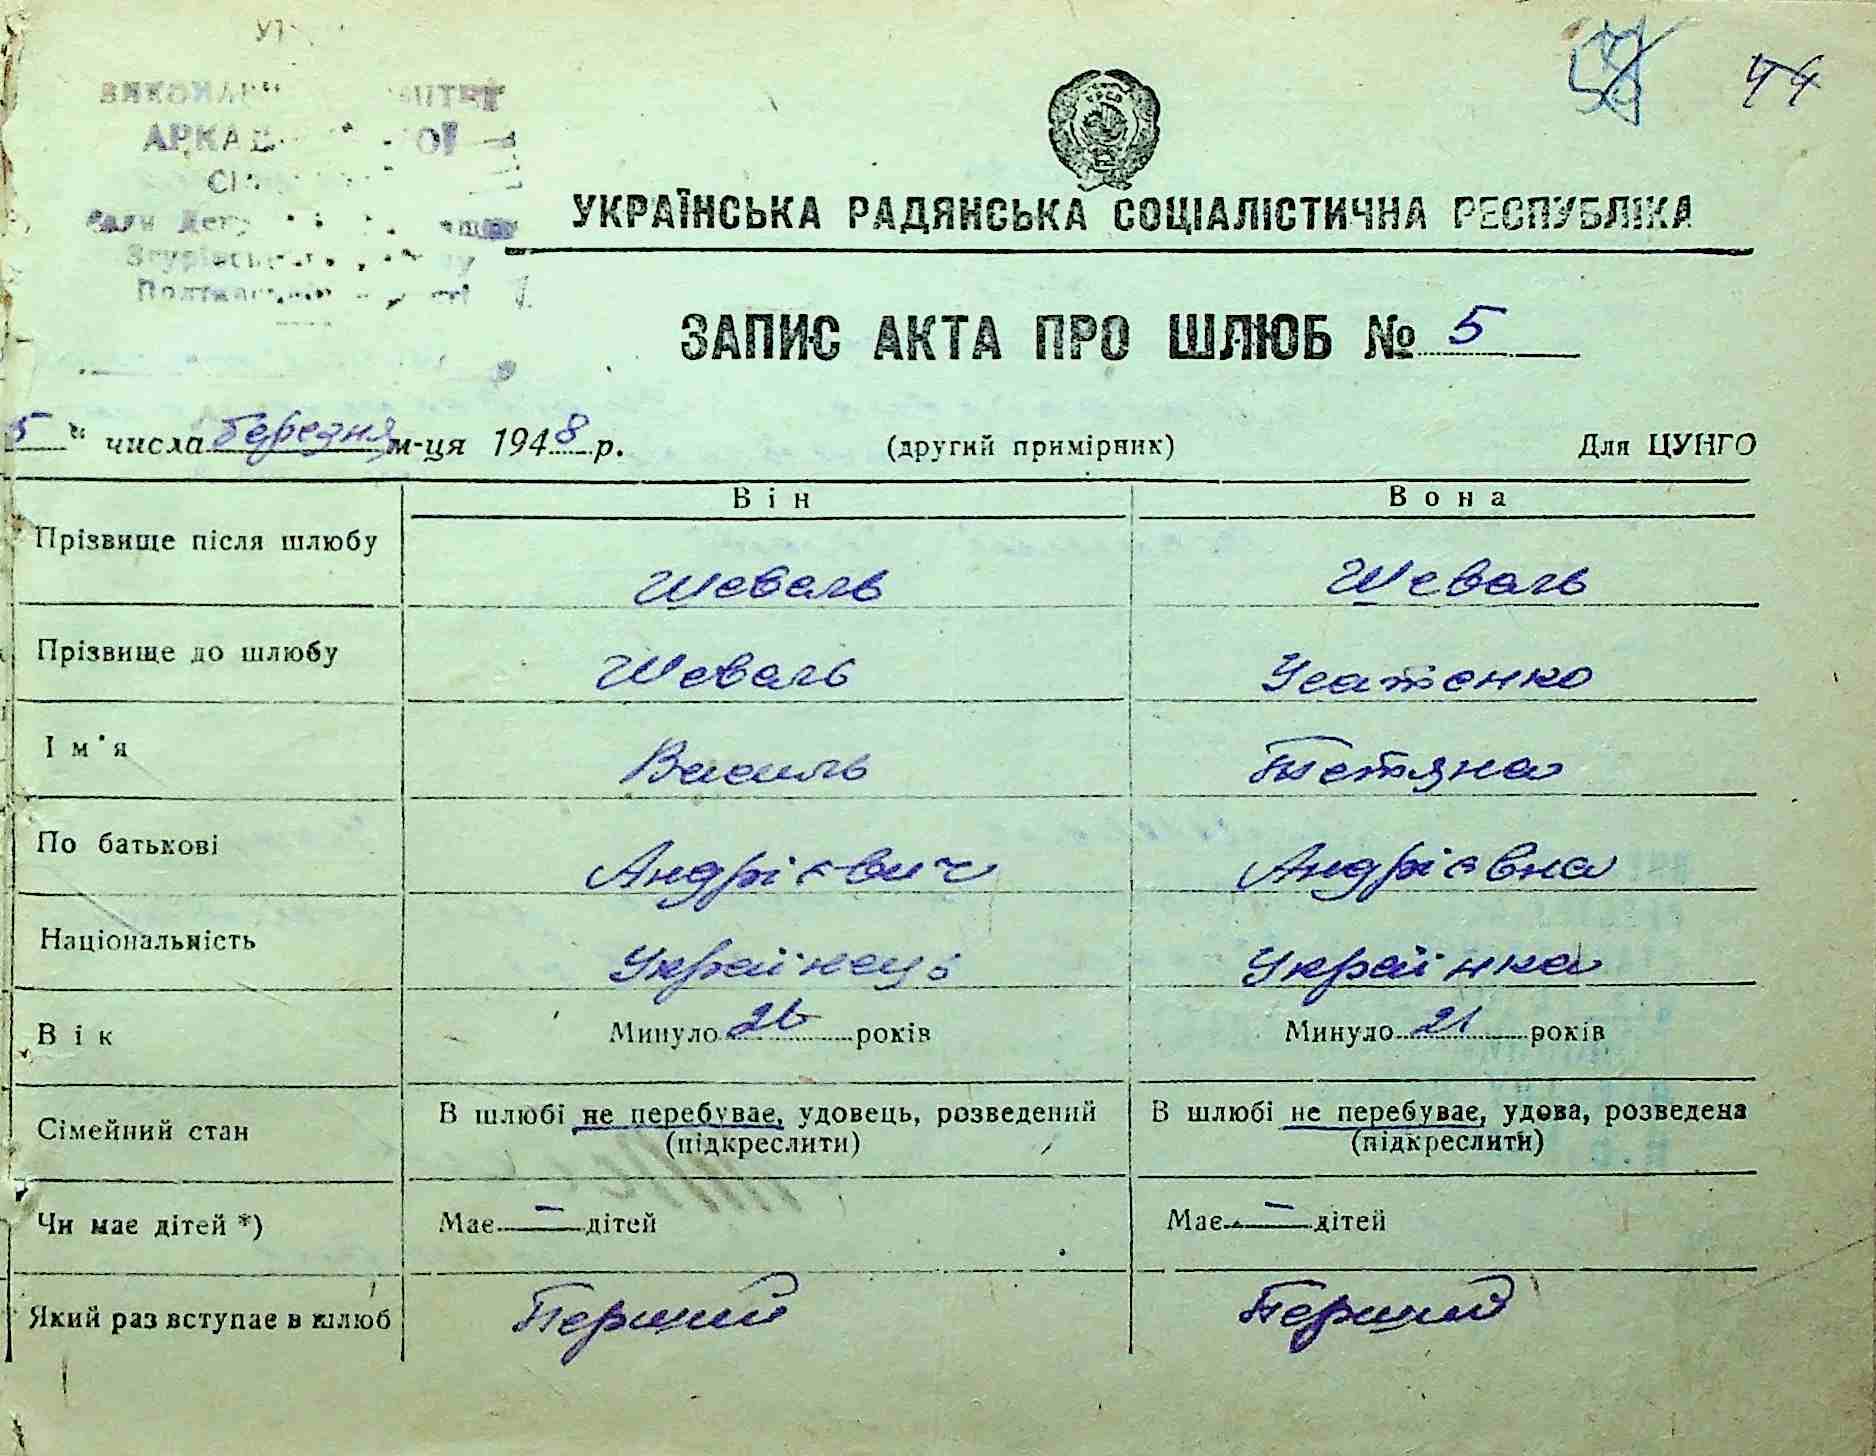 44
УКРАЇНСЬКА РАДЯНСЬКА СОЦІАЛІСТИЧНА РЕСПУБЛІКА
ЗАПИС АКТА ПРО ШЛЮБ № 5
5 " числа березня м-ця 1948 р. (другий примірник) Для ЦУНГО
Він Вона
Прізвище після шлюбу Шеваль Шеваль
Прізвище до шлюбу Шеваль Усатенко
Ім'я Василь Тетяна
По батькові Андрієвич Андрієвна
Національність Українець Українка
Вік Минуло 26 років Минуло 21 років
Сімейний стан В шлюбі не перебуває, удовець, розведений В шлюбі не перебуває, удова, розведена
(підкреслити) (підкреслити)
Чи має дітей *) Має — дітей Має — дітей
Який раз вступає в шлюб Перший Перший